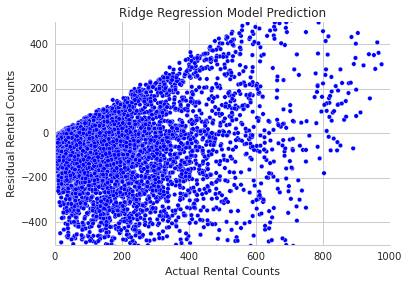 Ridge Regression Model Prediction
Residual Rental Counts
400
200
0
−200
−400
0 200 400 600 800 1000
Actual Rental Counts